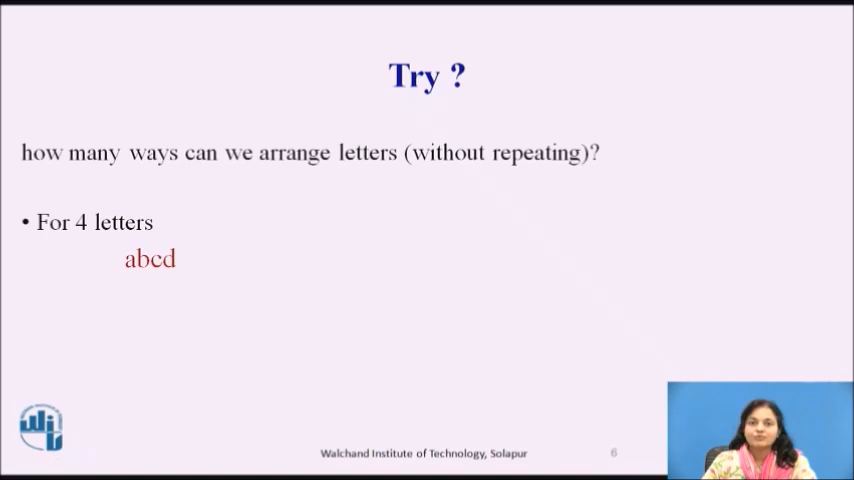 Try ?
how many ways can we arrange letters (without repeating)?
• For 4 letters
abcd
Walchand Institute of Technology, Solapur
6